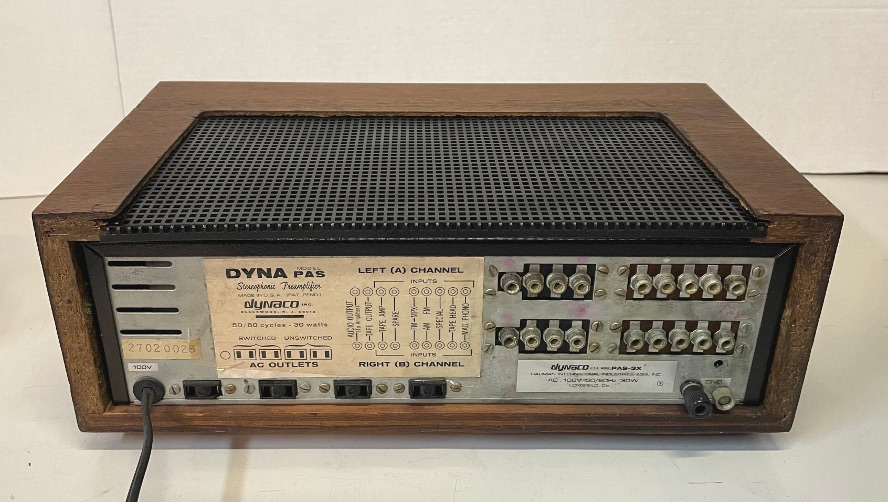 DYNA MODEL PAS
Stereophonic Preamplifier
MADE IN U.S.A. (PAT. PEND.)
dynaco INC.
50/60 cycles - 30 watts
SWITCHED UNSWITCHED
AC OUTLETS
LEFT (A) CHANNEL
INPUTS
AUDIO OUTPUT
TAPE OUTPUT
TAPE AMP
SPARE
FM-MPX
AM FM
SPECIAL
TAPE HEAD
MAG PHONO
INPUTS
RIGHT (B) CHANNEL
27020028
100V
dynaco PAS-3X
AC : 100V 50/60Hz 30W
GND